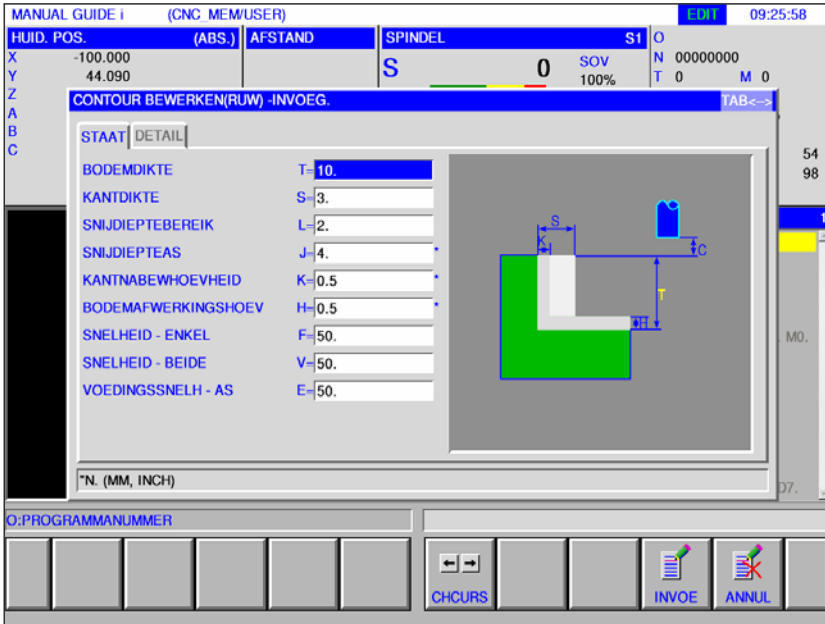 MANUAL GUIDE i (CNC_MEM/USER) EDIT 09:25:58
HUID. POS. (ABS.) AFSTAND SPINDEL S1 O
X -100.000 S 0 SOV N 00000000
Y 44.090 100% T 0 M 0
Z CONTOUR BEWERKEN(RUW) -INVOEG. TAB<-->
A
B STAAT DETAIL
C 54
98
BODEMDIKTE T= 10.
KANTDIKTE S= 3.
SNIJDIEPTEBEREIK L= 2.
SNIJDIEPTEAS J= 4. *
KANTNABEWHOEVHEID K= 0.5 *
BODEMAFWERKINGSHOEV H= 0.5 *
SNELHEID - ENKEL F= 50.
SNELHEID - BEIDE V= 50.
VOEDINGSSNELH - AS E= 50.
S
K
C
T
H
1
. M0.
"N. (MM, INCH)
D7.
O:PROGRAMMANUMMER
CHCURS INVOE ANNUL